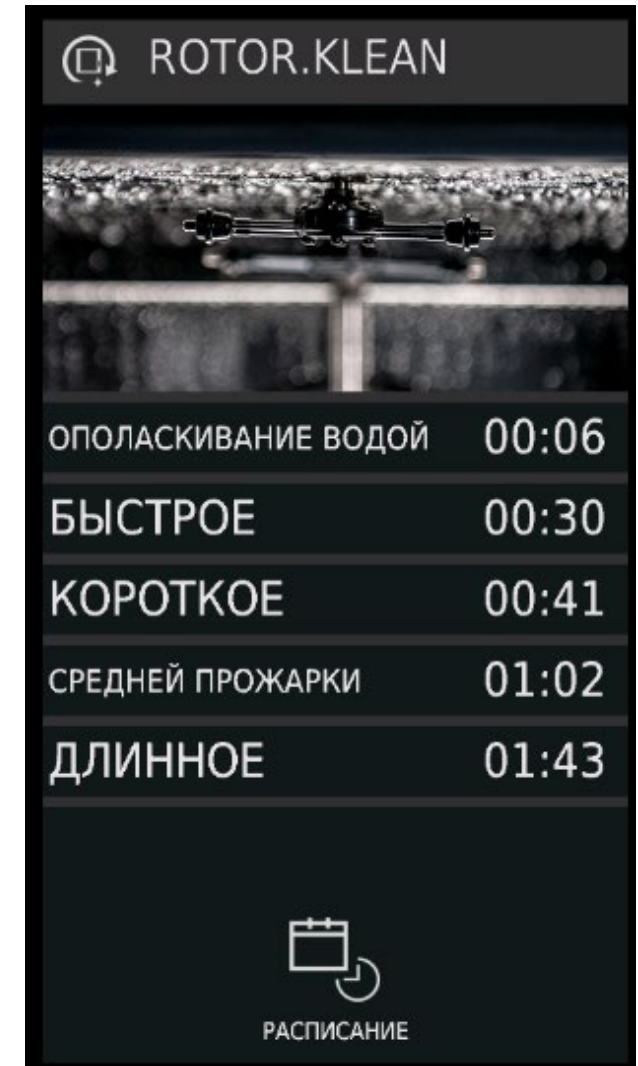 ROTOR.KLEAN
ОПОЛАСКИВАНИЕ ВОДОЙ 00:06
БЫСТРОЕ 00:30
КОРОТКОЕ 00:41
СРЕДНЕЙ ПРОЖАРКИ 01:02
ДЛИННОЕ 01:43
РАСПИСАНИЕ